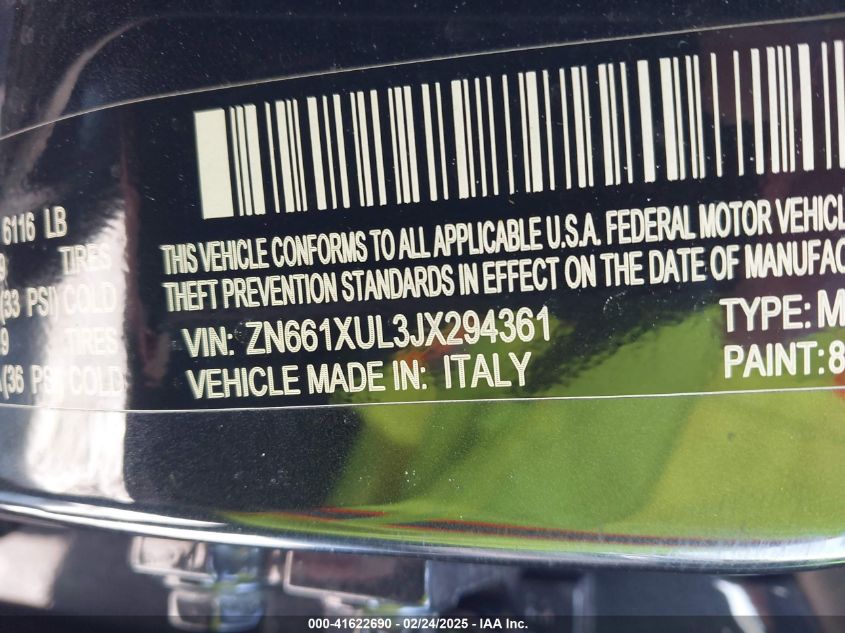 6116 LB
9 TIRES
(33 PSI) COLD
9 TIRES
(36 PSI) COLD
THIS VEHICLE CONFORMS TO ALL APPLICABLE U.S.A. FEDERAL MOTOR VEHICL
THEFT PREVENTION STANDARDS IN EFFECT ON THE DATE OF MANUFAC
VIN: ZN661XUL3JX294361
TYPE: M
VEHICLE MADE IN: ITALY
PAINT: 8
000-41622690 - 02/24/2025 - IAA Inc.